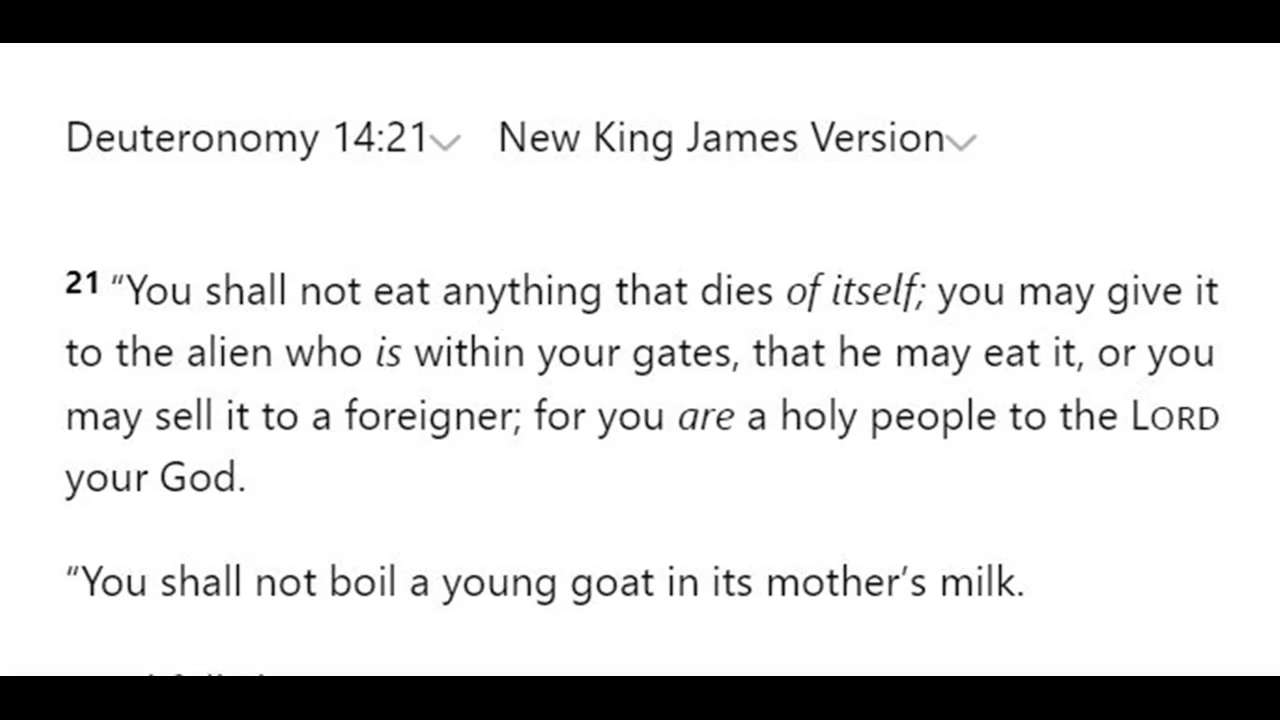 Deuteronomy 14:21 New King James Version
21 “You shall not eat anything that dies of itself; you may give it
to the alien who is within your gates, that he may eat it, or you
may sell it to a foreigner; for you are a holy people to the LORD
your God.
“You shall not boil a young goat in its mother’s milk.